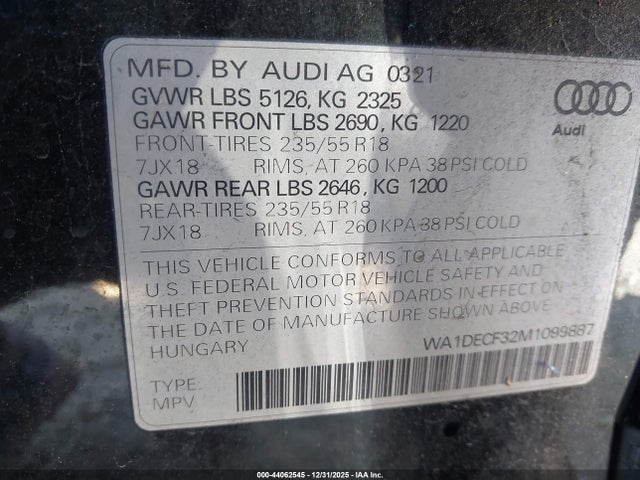 MFD. BY AUDI AG 0321
GVWR LBS 5126, KG 2325
GAWR FRONT LBS 2690, KG 1220
FRONT-TIRES 235/55 R18
7JX18 RIMS, AT 260 KPA 38 PSI COLD
GAWR REAR LBS 2646, KG 1200
REAR-TIRES 235/55 R18
7JX18 RIMS, AT 260 KPA 38 PSI COLD
Audi
THIS VEHICLE CONFORMS TO ALL APPLICABLE
U.S. FEDERAL MOTOR VEHICLE SAFETY AND
THEFT PREVENTION STANDARDS IN EFFECT ON
THE DATE OF MANUFACTURE SHOWN ABOVE
HUNGARY
WA1DECF32M1099887
TYPE:
MPV
000-44062545 - 12/31/2025 - IAA Inc.